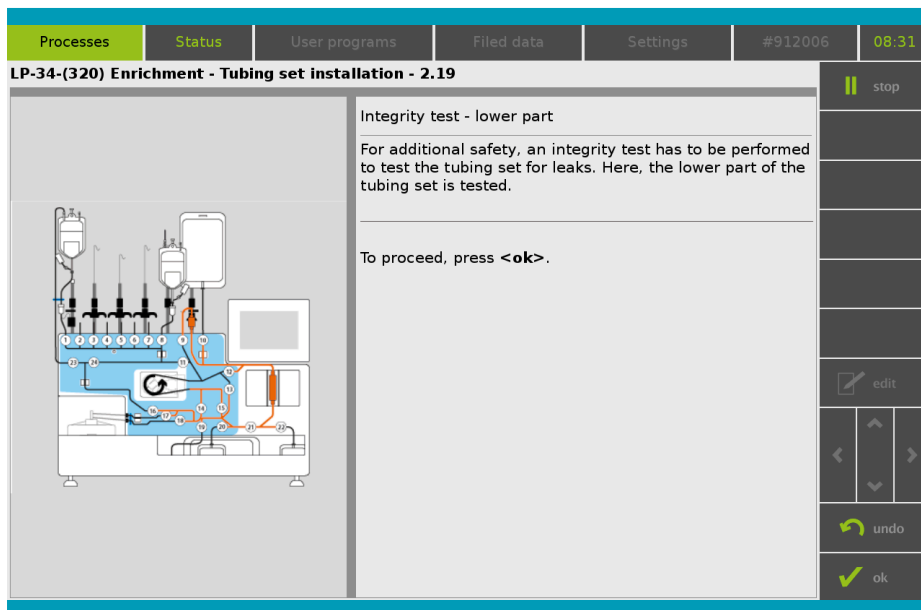 Processes Status User programs Filed data Settings #912006 08:31
LP-34-(320) Enrichment - Tubing set installation - 2.19
stop
Integrity test - lower part
For additional safety, an integrity test has to be performed
to test the tubing set for leaks. Here, the lower part of the
tubing set is tested.
To proceed, press <ok>.
1 2 3 4 5 6 7 8 9 10
23 24 11
12
13
16 17 18 14 15
19 20 21 22
edit
undo
ok